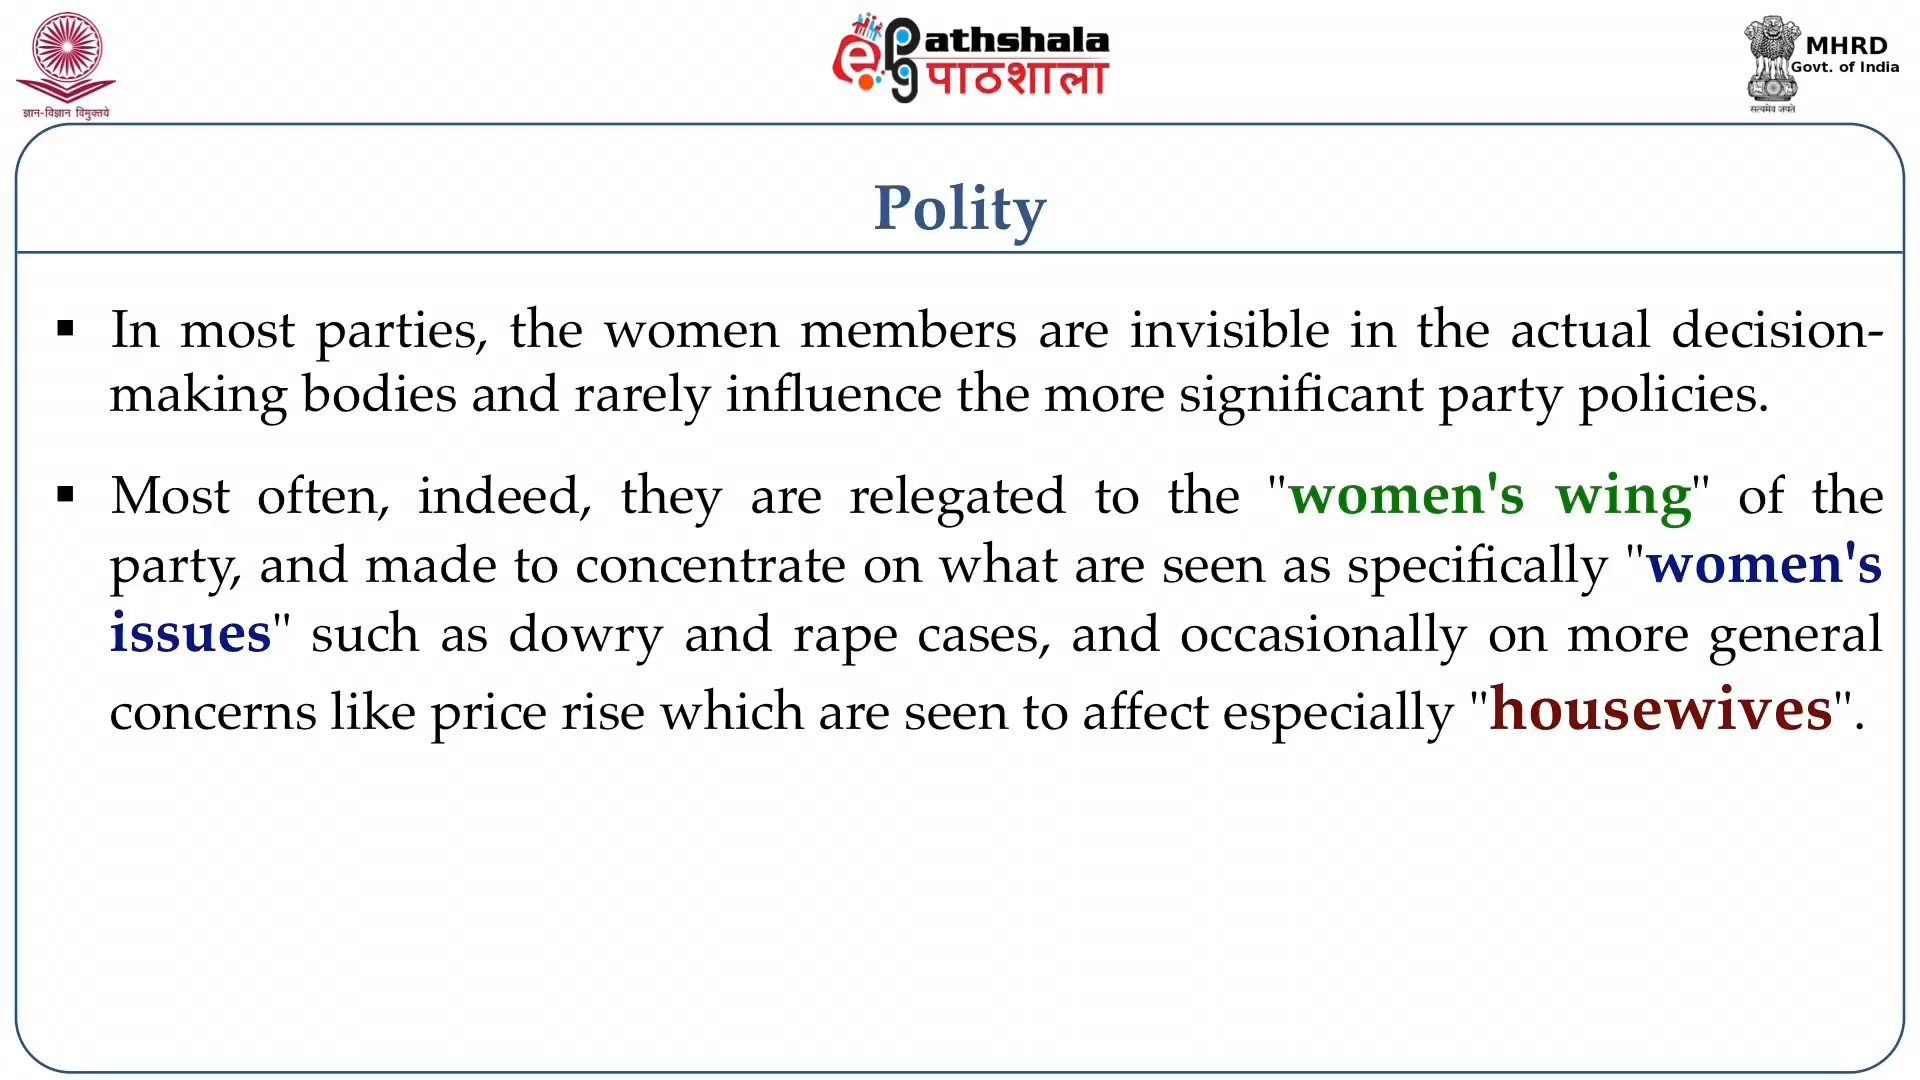 ज्ञान-विज्ञान विमुक्तये
ePg Pathshala
पाठशाला
MHRD
Govt. of India
सत्यमेव जयते
Polity
▪ In most parties, the women members are invisible in the actual decision-
making bodies and rarely influence the more significant party policies.
▪ Most often, indeed, they are relegated to the "women's wing" of the
party, and made to concentrate on what are seen as specifically "women's
issues" such as dowry and rape cases, and occasionally on more general
concerns like price rise which are seen to affect especially "housewives".